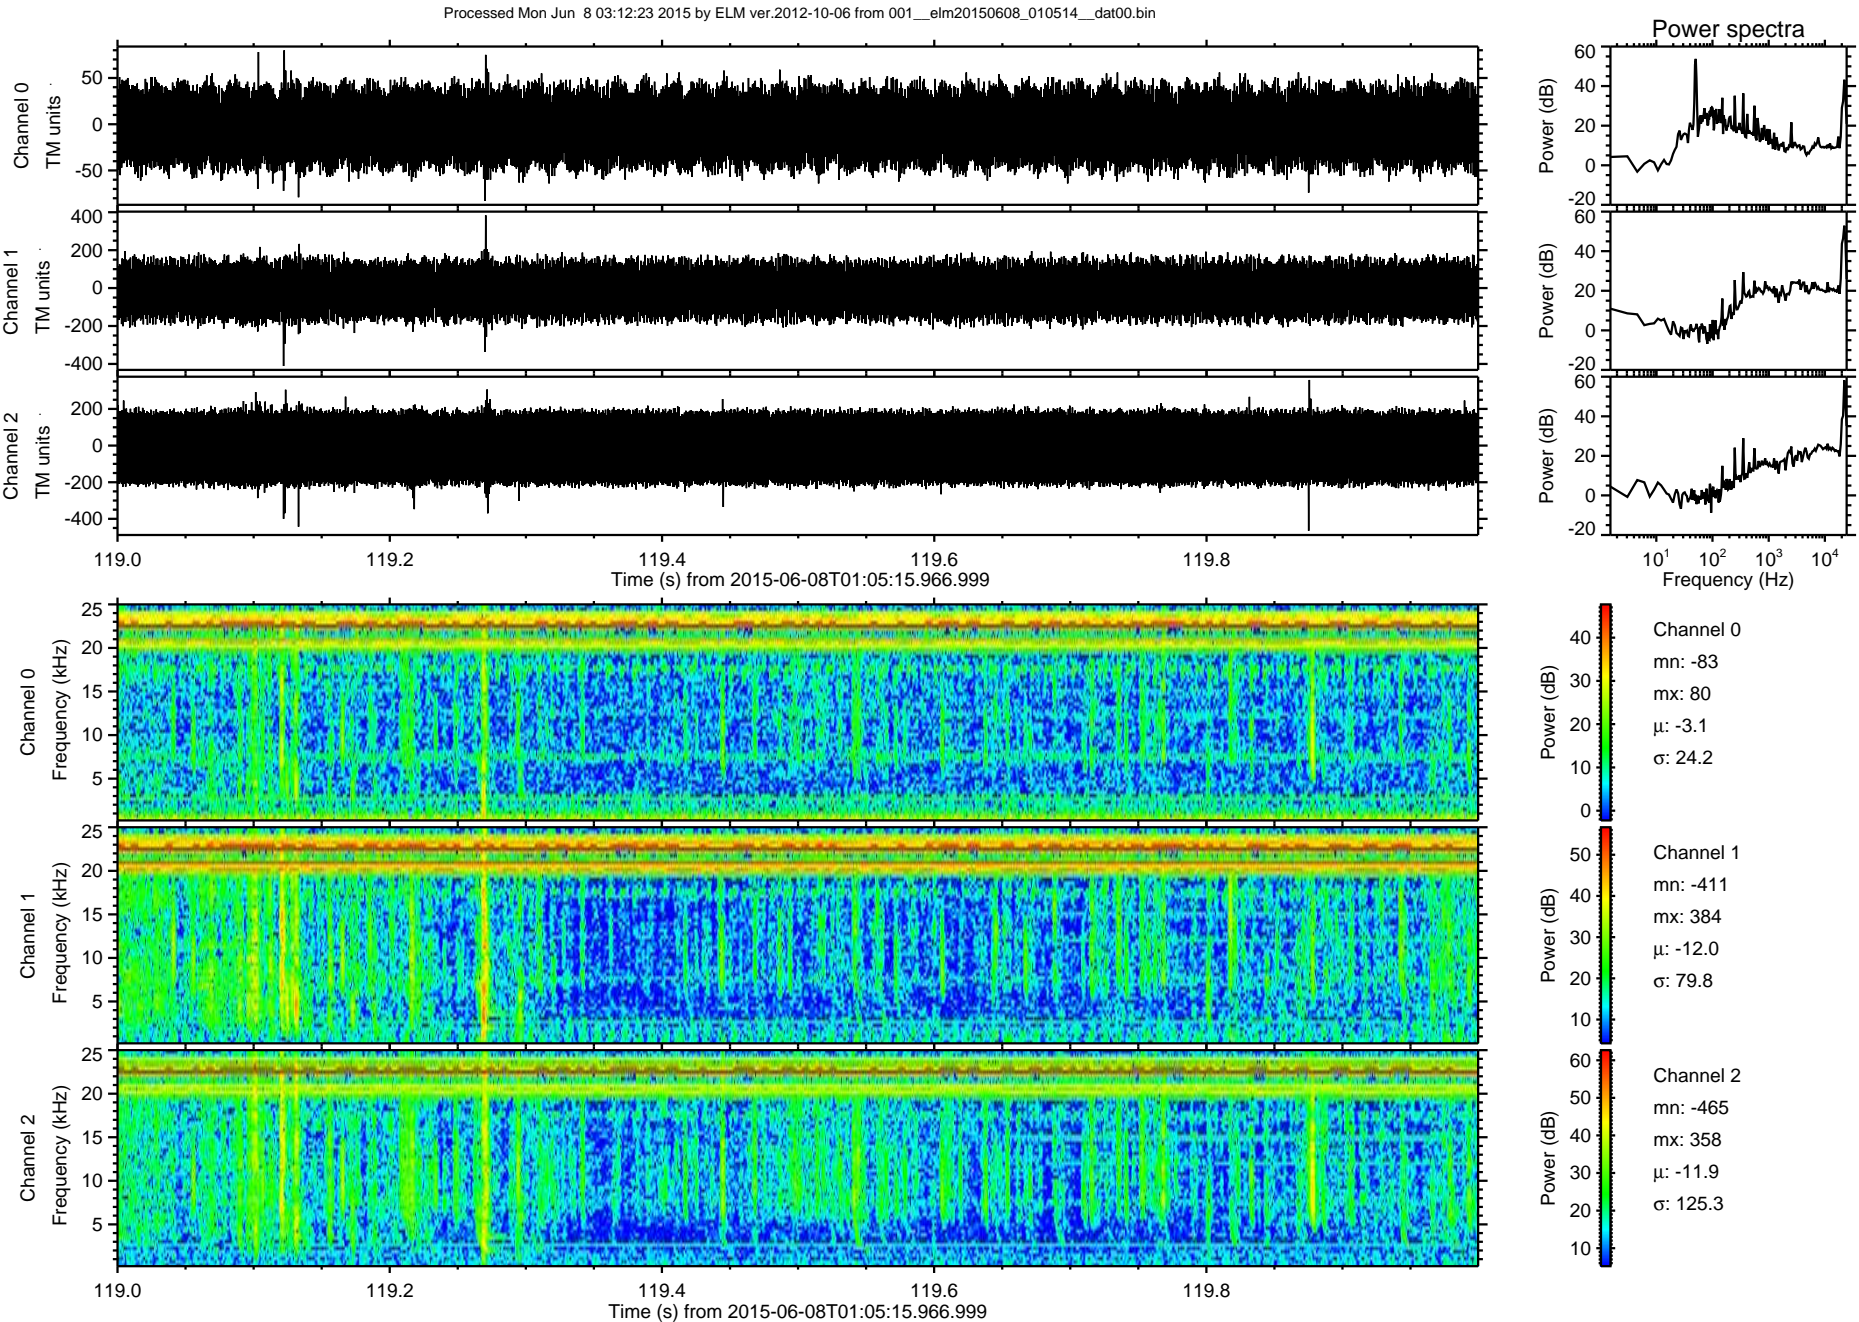 Processed Mon Jun 8 03:12:23 2015 by ELM ver.2012-10-06 from 001__elm20150608_010514__dat00.bin
Power spectra
Channel 0
TM units
50
0
-50
Power (dB)
60
40
20
0
-20
Channel 1
TM units
400
200
0
-200
-400
Power (dB)
60
40
20
0
-20
Channel 2
TM units
200
0
-200
-400
Power (dB)
60
40
20
0
-20
119.0 119.2 119.4 119.6 119.8
Time (s) from 2015-06-08T01:05:15.966.999
10^1 10^2 10^3 10^4
Frequency (Hz)
Channel 0
Frequency (kHz)
25
20
15
10
5
Power (dB)
40
30
20
10
0
Channel 0
mn: -83
mx: 80
μ: -3.1
σ: 24.2
Channel 1
Frequency (kHz)
25
20
15
10
5
Power (dB)
50
40
30
20
10
Channel 1
mn: -411
mx: 384
μ: -12.0
σ: 79.8
Channel 2
Frequency (kHz)
25
20
15
10
5
Power (dB)
60
50
40
30
20
10
Channel 2
mn: -465
mx: 358
μ: -11.9
σ: 125.3
119.0 119.2 119.4 119.6 119.8
Time (s) from 2015-06-08T01:05:15.966.999